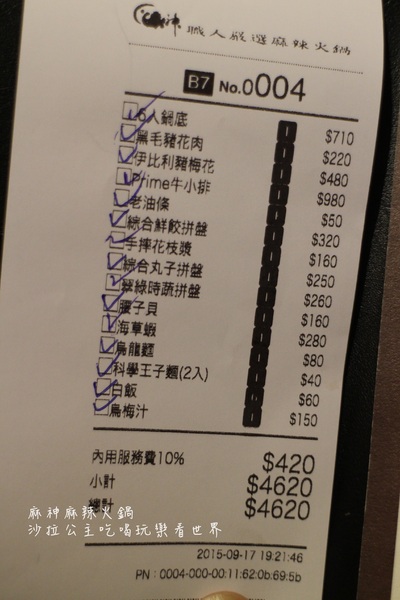 麻神 職人嚴選麻辣火鍋
B7 No.0004
6人鍋底 $710
黑毛豬花肉 $220
伊比利豬梅花 $480
Prime牛小排 $980
老油條 $50
綜合鮮餃拼盤 $320
手摔花枝漿 $160
綜合丸子拼盤 $250
翠綠時蔬拼盤 $260
腰子貝 $160
海草蝦 $280
烏龍麵 $80
科學王子麵(2入) $40
白飯 $60
烏梅汁 $150
內用服務費10% $420
小計 $4620
總計 $4620
麻神麻辣火鍋
沙拉公主吃喝玩樂看世界
2015-09-17 19:21:46
PN : 0004-000-00:11:62:0b:69:5b